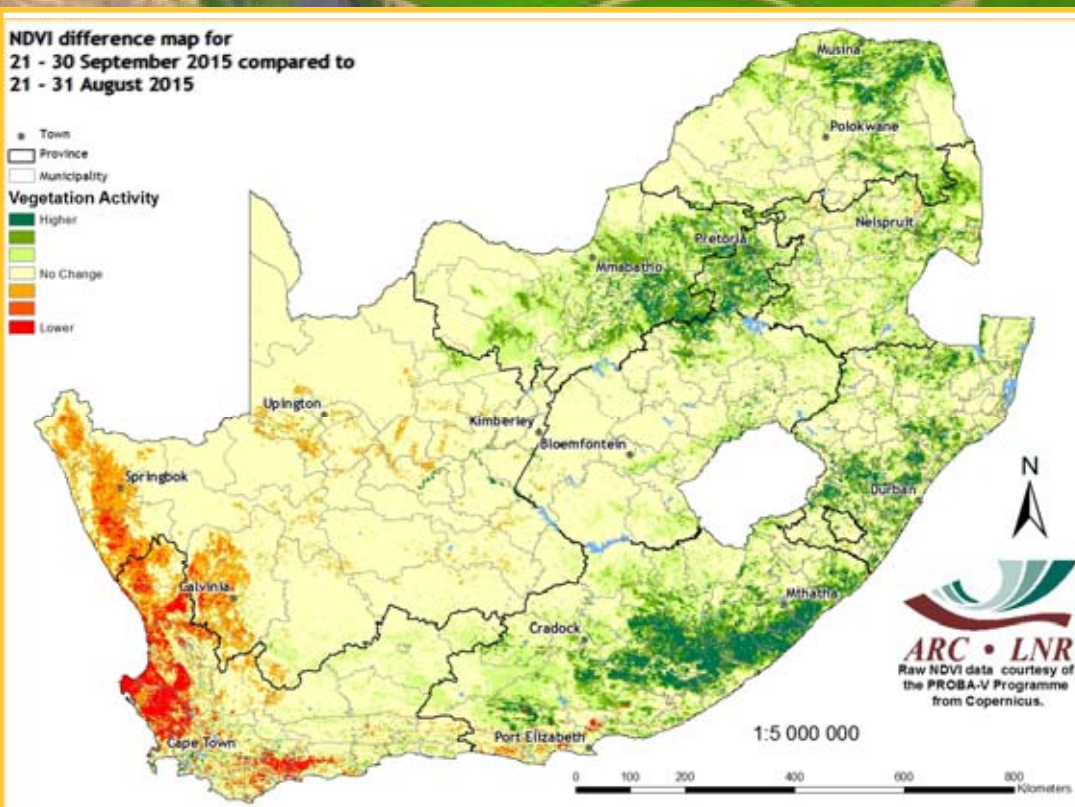 NDVI difference map for
21 - 30 September 2015 compared to
21 - 31 August 2015
Town
Province
Municipality
Vegetation Activity
Higher
No Change
Lower
Musina
Polokwane
Nelspruit
Pretoria
Mmabatho
Upington
Kimberley
Bloemfontein
Springbok
Durban
Calvinia
Mthatha
Cradock
Port Elizabeth
Cape Town
N
ARC • LNR
Raw NDVI data courtesy of
the PROBA-V Programme
from Copernicus.
1:5 000 000
0 100 200 400 600 800
Kilometers